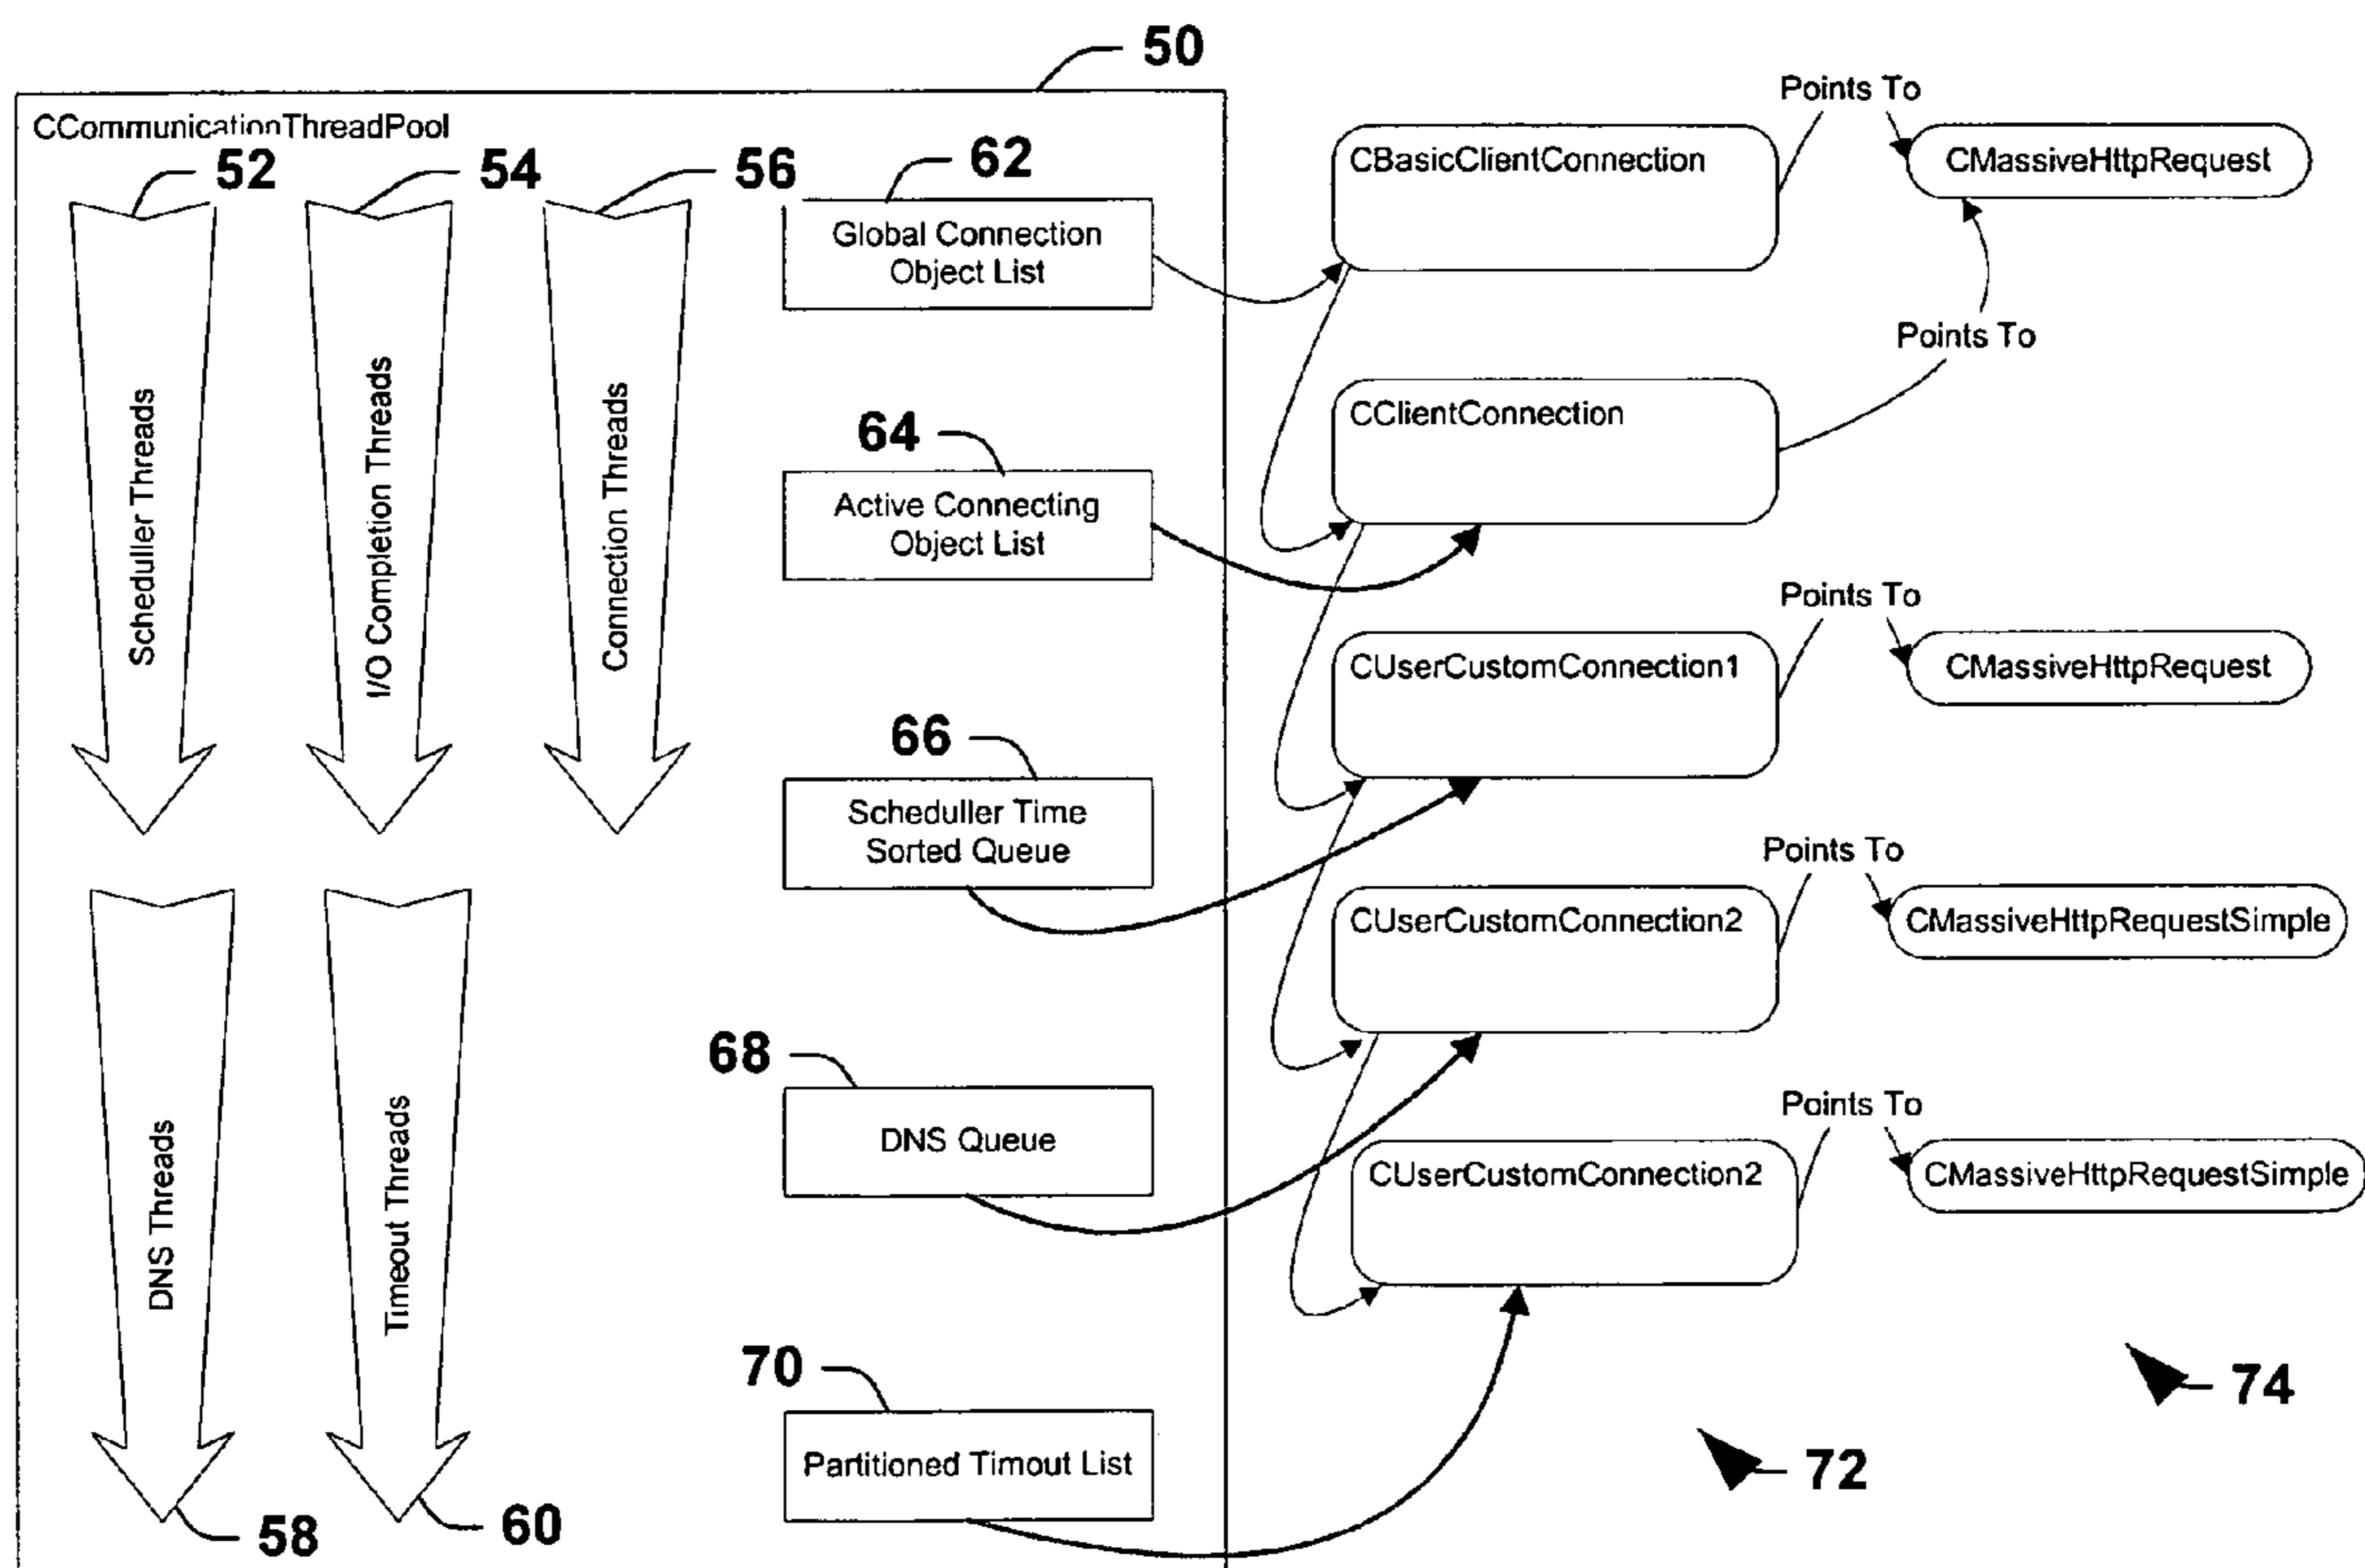 50
CCommunicationThreadPool
52
54
56
62
Global Connection
Object List
Scheduller Threads
I/O Completion Threads
Connection Threads
64
Active Connecting
Object List
66
Scheduller Time
Sorted Queue
68
DNS Queue
DNS Threads
Timeout Threads
70
Partitioned Timout List
58
60
CBasicClientConnection
Points To
CMassiveHttpRequest
CClientConnection
Points To
CUserCustomConnection1
Points To
CMassiveHttpRequest
CUserCustomConnection2
Points To
CMassiveHttpRequestSimple
CUserCustomConnection2
Points To
CMassiveHttpRequestSimple
74
72